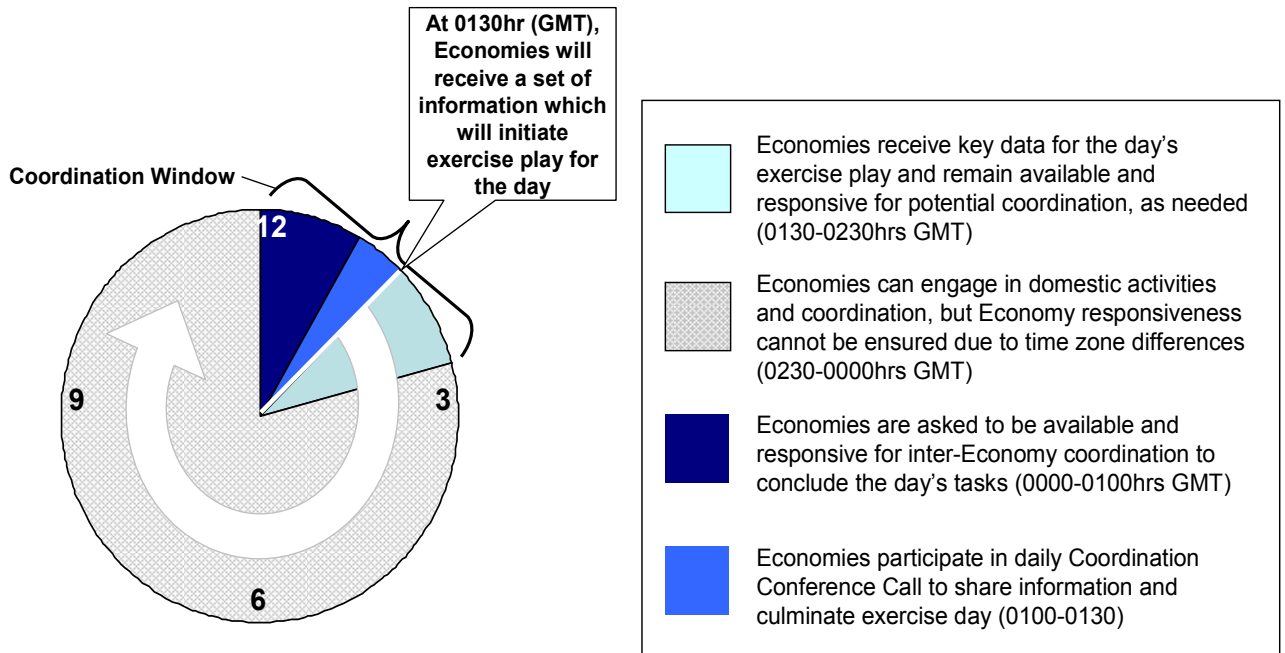 At 0130hr (GMT),
Economies will
receive a set of
information which
will initiate
exercise play for
the day
Coordination Window
12
9
3
6
Economies receive key data for the day's
exercise play and remain available and
responsive for potential coordination, as needed
(0130-0230hrs GMT)
Economies can engage in domestic activities
and coordination, but Economy responsiveness
cannot be ensured due to time zone differences
(0230-0000hrs GMT)
Economies are asked to be available and
responsive for inter-Economy coordination to
conclude the day's tasks (0000-0100hrs GMT)
Economies participate in daily Coordination
Conference Call to share information and
culminate exercise day (0100-0130)